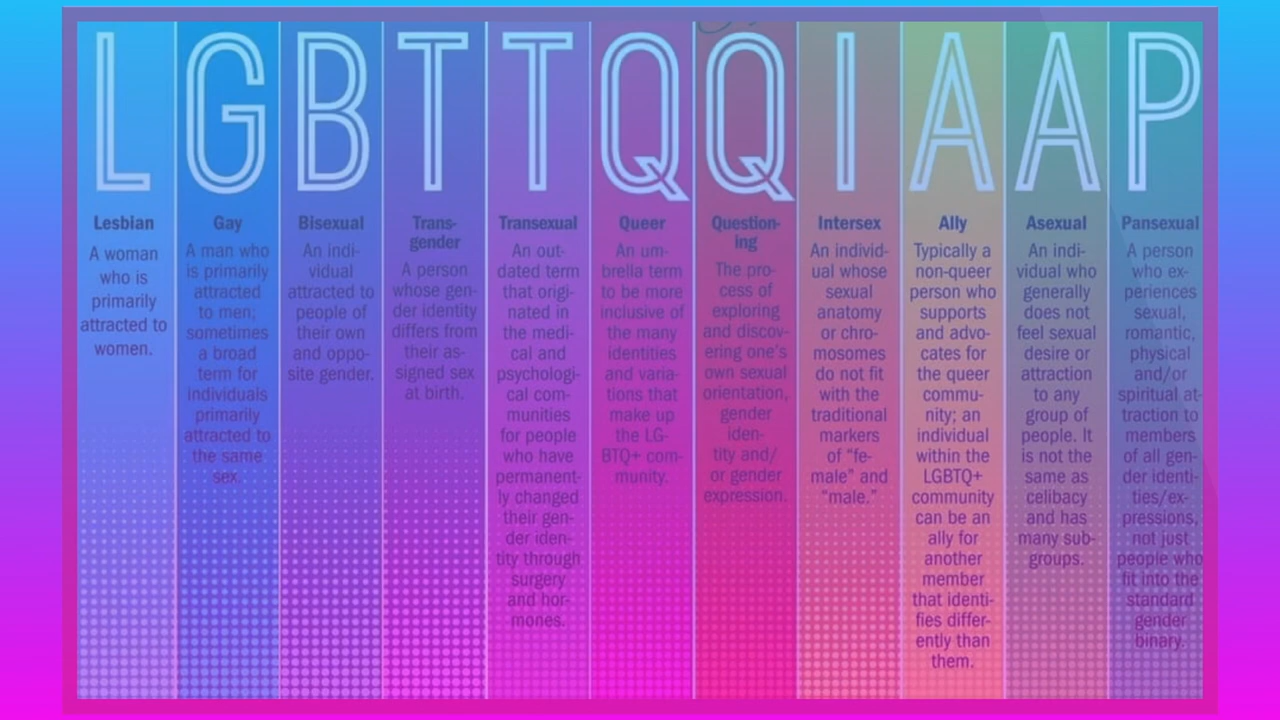 LGBTTQQIAAP
Lesbian
A woman
who is
primarily
attracted to
women.
Gay
A man who
is primarily
attracted
to men;
sometimes
a broad
term for
individuals
primarily
attracted to
the same
sex.
Bisexual
An indi-
vidual
attracted to
people of
their own
and oppo-
site gender.
Trans-
gender
A person
whose gen-
der identity
differs from
their as-
signed sex
at birth.
Transexual
An out-
dated term
that origi-
nated in
the medi-
cal and
psychologi-
cal com-
munities
for people
who have
permanent-
ly changed
their gen-
der iden-
tity through
surgery
and hor-
mones.
Queer
An um-
brella term
to be more
inclusive of
the many
identities
and varia-
tions that
make up
the LG-
BTQ+ com-
munity.
Question-
ing
The pro-
cess of
exploring
and discov-
ering one's
own sexual
orientation,
gender
iden-
tity and/
or gender
expression.
Intersex
An individ-
ual whose
sexual
anatomy
or chro-
mosomes
do not fit
with the
traditional
markers
of "fe-
male" and
"male."
Ally
Typically a
non-queer
person who
supports
and advo-
cates for
the queer
commu-
nity; an
individual
within the
LGBTQ+
community
can be an
ally for
another
member
that identi-
fies differ-
ently than
them.
Asexual
An indi-
vidual who
generally
does not
feel sexual
desire or
attraction
to any
group of
people. It
is not the
same as
celibacy
and has
many sub-
groups.
Pansexual
A person
who ex-
periences
sexual,
romantic,
physical
and/or
spiritual at-
traction to
members
of all gen-
der identi-
ties/ex-
pressions,
not just
people who
fit into the
standard
gender
binary.